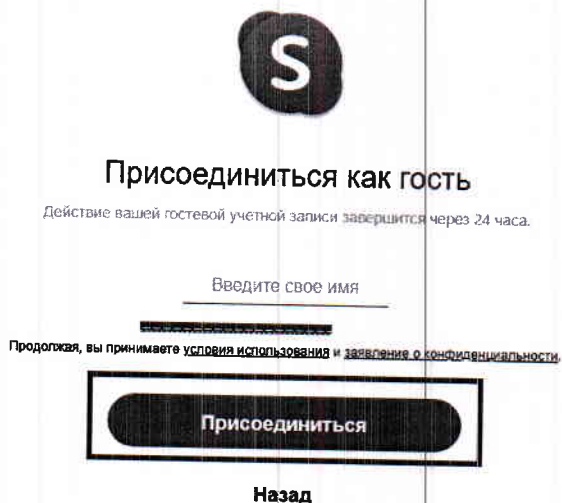 S
Присоединиться как гость
Действие вашей гостевой учетной записи завершится через 24 часа.
Введите свое имя
Продолжая, вы принимаете условия использования и заявление о конфиденциальности.
Присоединиться
Назад